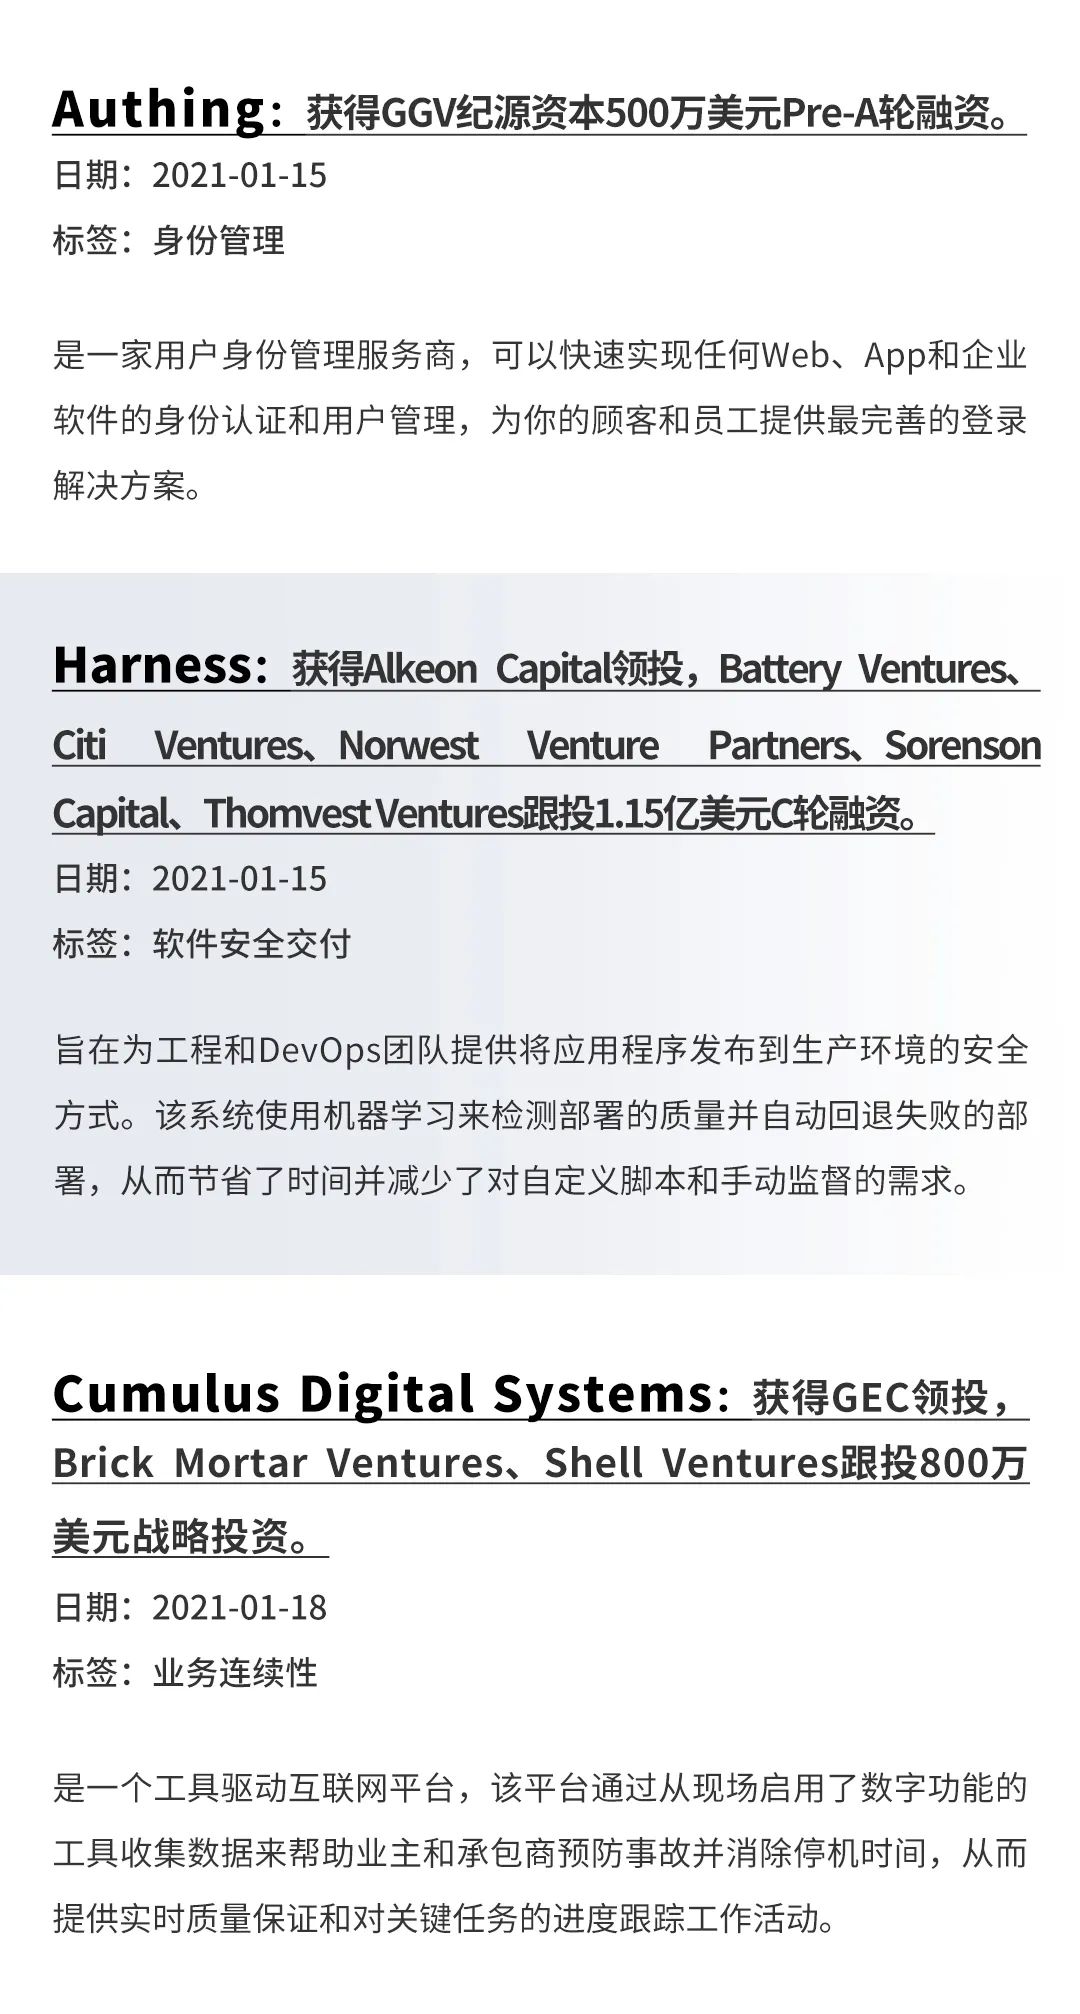 Authing：获得GGV纪源资本500万美元Pre-A轮融资。
日期：2021-01-15
标签：身份管理
是一家用户身份管理服务商，可以快速实现任何Web、App和企业
软件的身份认证和用户管理，为你的顾客和员工提供最完善的登录
解决方案。
Harness：获得Alkeon Capital领投，Battery Ventures、
Citi Ventures、Norwest Venture Partners、Sorenson
Capital、Thomvest Ventures跟投1.15亿美元C轮融资。
日期：2021-01-15
标签：软件安全交付
旨在为工程和DevOps团队提供将应用程序发布到生产环境的安全
方式。该系统使用机器学习来检测部署的质量并自动回退失败的部
署，从而节省了时间并减少了对自定义脚本和手动监督的需求。
Cumulus Digital Systems：获得GEC领投，
Brick Mortar Ventures、Shell Ventures跟投800万
美元战略投资。
日期：2021-01-18
标签：业务连续性
是一个工具驱动互联网平台，该平台通过从现场启用了数字功能的
工具收集数据来帮助业主和承包商预防事故并消除停机时间，从而
提供实时质量保证和对关键任务的进度跟踪工作活动。